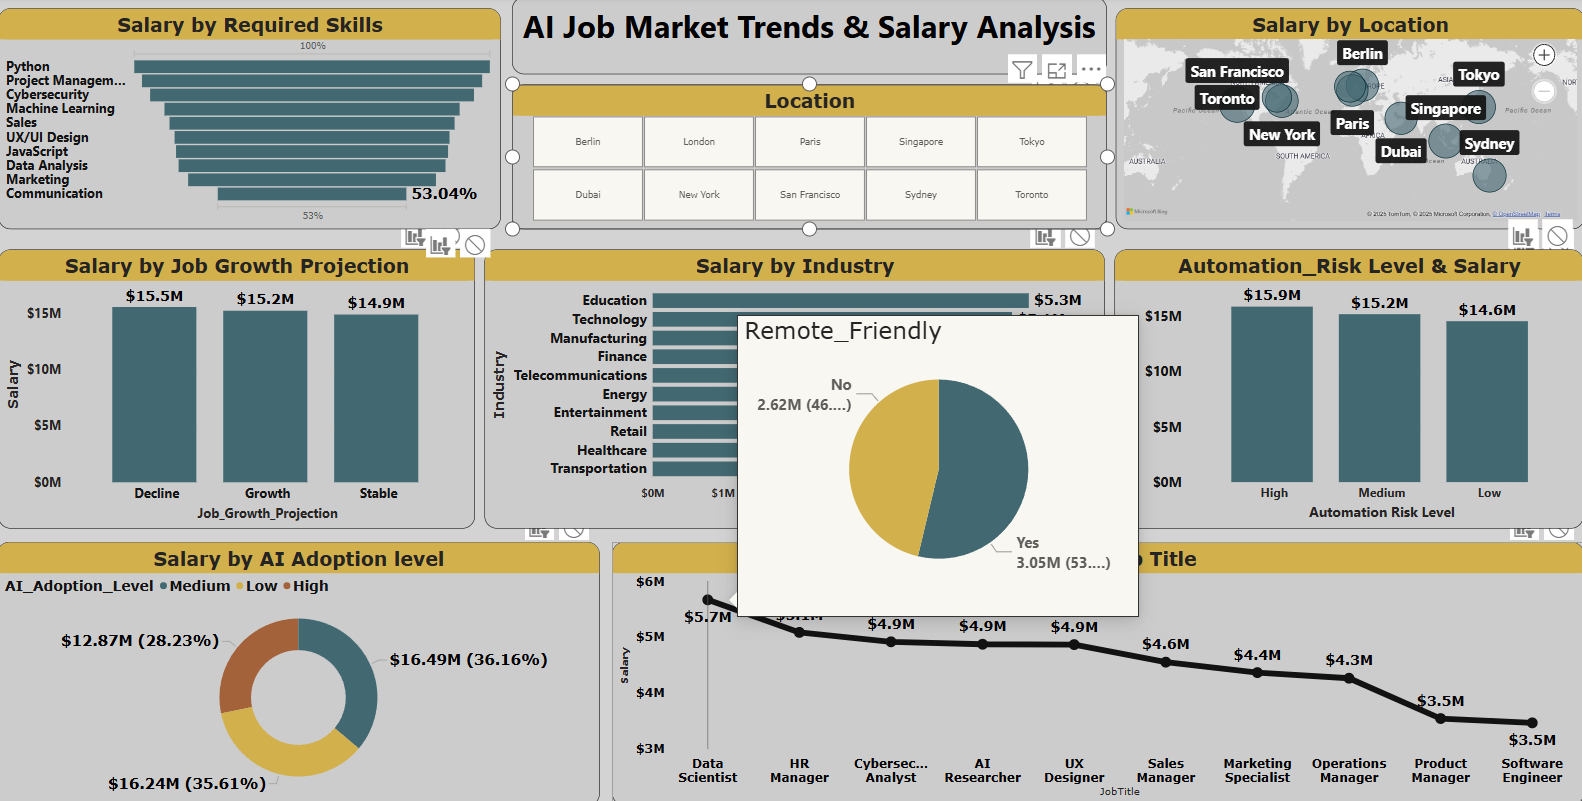 Salary by Required Skills
100%
Python
Project Managem...
Cybersecurity
Machine Learning
Sales
UX/UI Design
JavaScript
Data Analysis
Marketing
Communication
53.04%
53%
AI Job Market Trends & Salary Analysis
Location
Berlin London Paris Singapore Tokyo
Dubai New York San Francisco Sydney Toronto
Salary by Location
Berlin
San Francisco
Tokyo
Toronto
Singapore
New York
Paris
Dubai
Sydney
Pacific Ocean
Pacific Ocean
AUSTRALIA
SOUTH AMERICA
Microsoft Bing
© 2025 TomTom, © 2025 Microsoft Corporation, © OpenStreetMap Terms
Salary by Job Growth Projection
Salary
$15M
$10M
$5M
$0M
$15.5M
$15.2M
$14.9M
Decline Growth Stable
Job_Growth_Projection
Salary by Industry
Industry
Education
Technology
Manufacturing
Finance
Telecommunications
Energy
Entertainment
Retail
Healthcare
Transportation
$5.3M
$0M $1M
Remote_Friendly
No
2.62M (46....)
Yes
3.05M (53....)
Automation_Risk Level & Salary
$15M
$10M
$5M
$0M
$15.9M
$15.2M
$14.6M
High Medium Low
Automation Risk Level
Salary by AI Adoption level
AI_Adoption_Level Medium Low High
$12.87M (28.23%)
$16.49M (36.16%)
$16.24M (35.61%)
Title
salary
$6M
$5M
$4M
$3M
$5.7M
$4.9M
$4.9M
$4.9M
$4.6M
$4.4M
$4.3M
$3.5M
$3.5M
Data Scientist
HR Manager
Cybersec... Analyst
AI Researcher
UX Designer
Sales Manager
Marketing Specialist
Operations Manager
Product Manager
Software Engineer
JobTitle